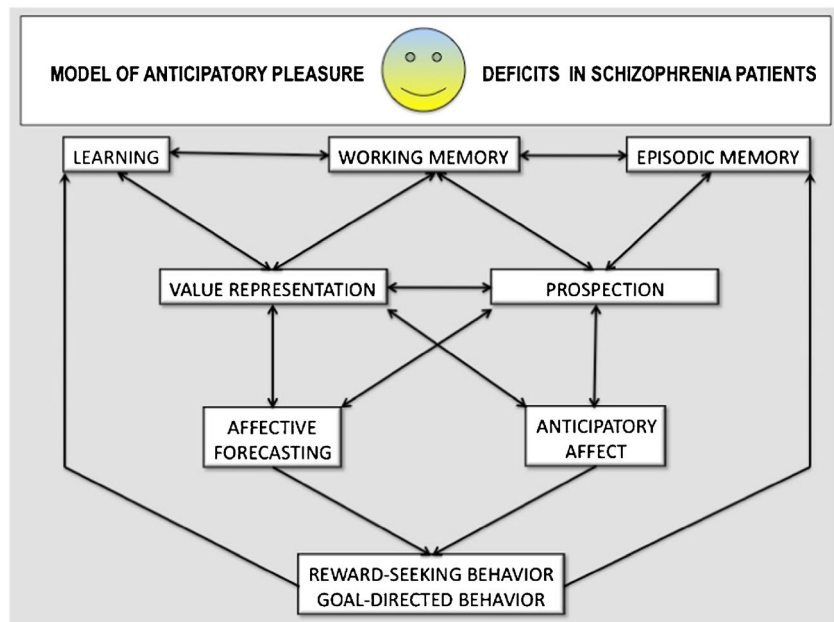 MODEL OF ANTICIPATORY PLEASURE DEFICITS IN SCHIZOPHRENIA PATIENTS
LEARNING WORKING MEMORY EPISODIC MEMORY
VALUE REPRESENTATION PROSPECTION
AFFECTIVE
FORECASTING
ANTICIPATORY
AFFECT
REWARD-SEEKING BEHAVIOR
GOAL-DIRECTED BEHAVIOR